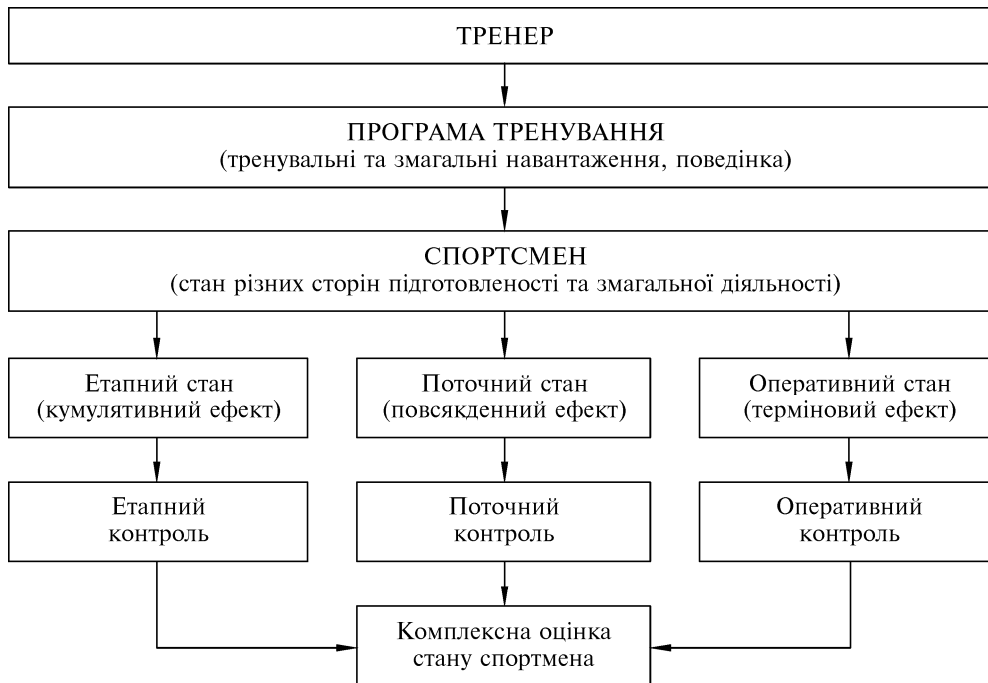 ТРЕНЕР
ПРОГРАМА ТРЕНУВАННЯ
(тренувальні та змагальні навантаження, поведінка)
СПОРТСМЕН
(стан різних сторін підготовленості та змагальної діяльності)
Етапний стан
(кумулятивний ефект)
Поточний стан
(повсякденний ефект)
Оперативний стан
(терміновий ефект)
Етапний
контроль
Поточний
контроль
Оперативний
контроль
Комплексна оцінка
стану спортмена